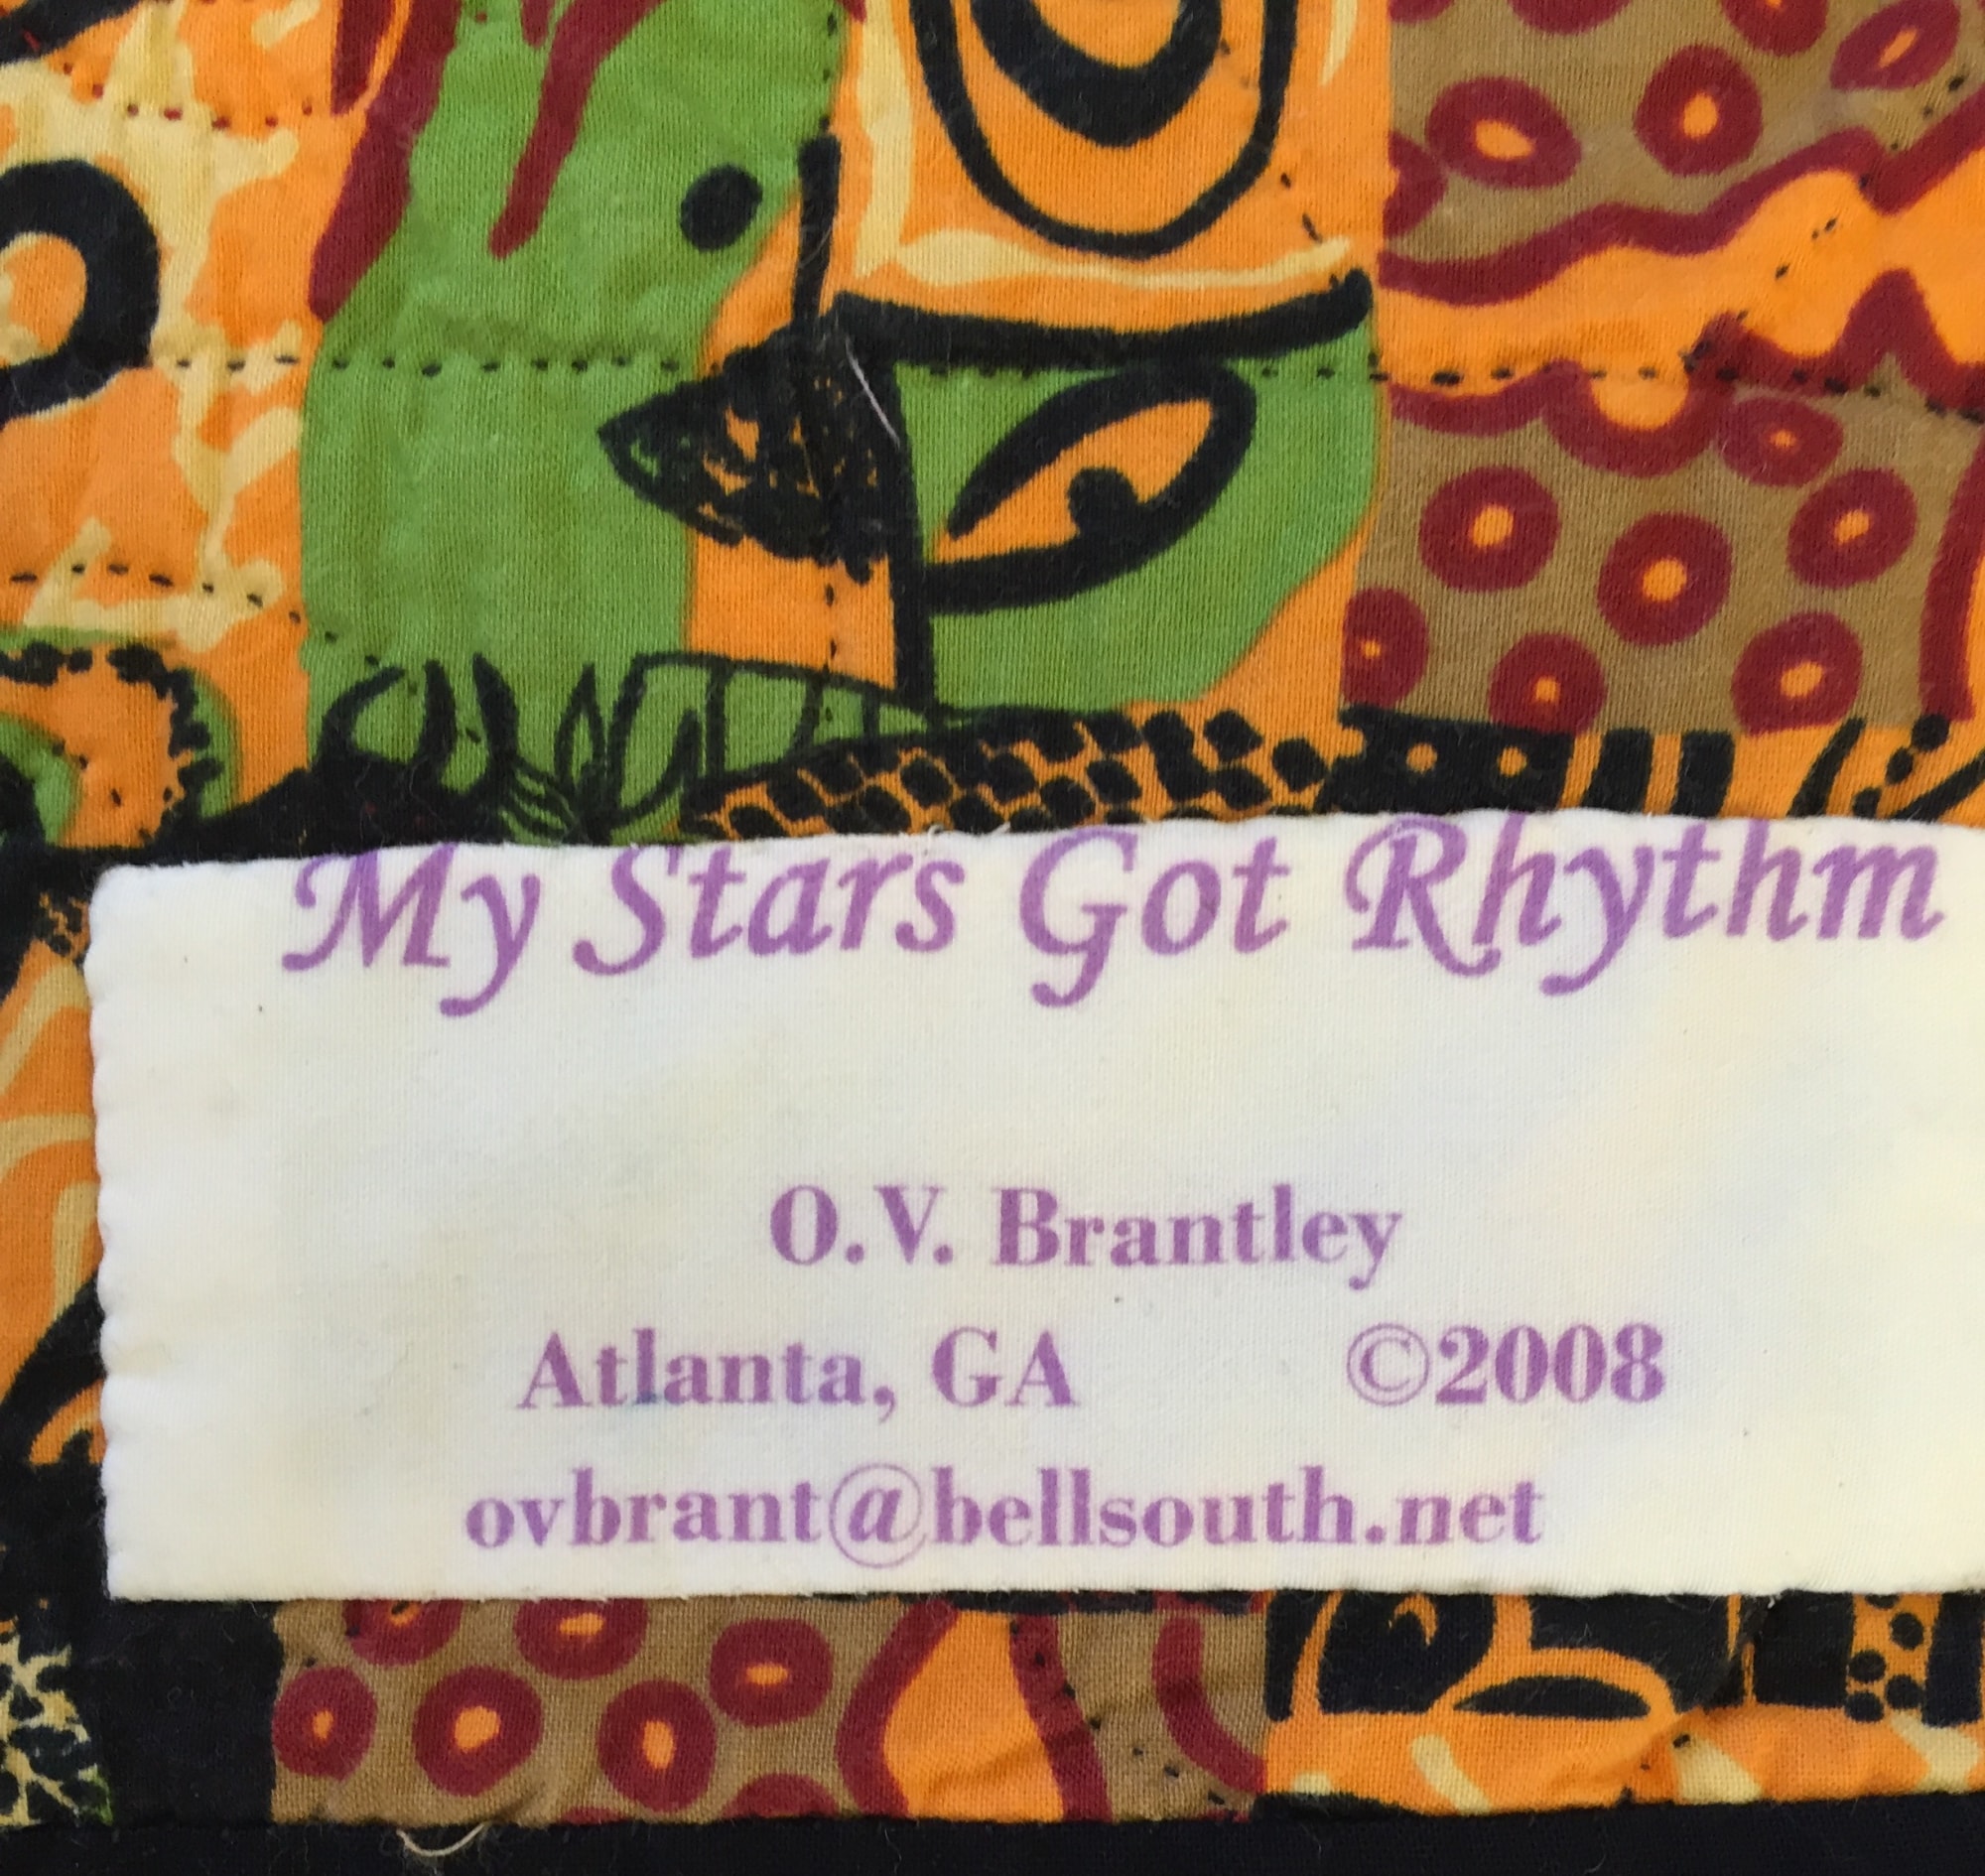 My Stars Got Rhythm
O.V. Brantley
Atlanta, GA ©2008
ovbrant@bellsouth.net